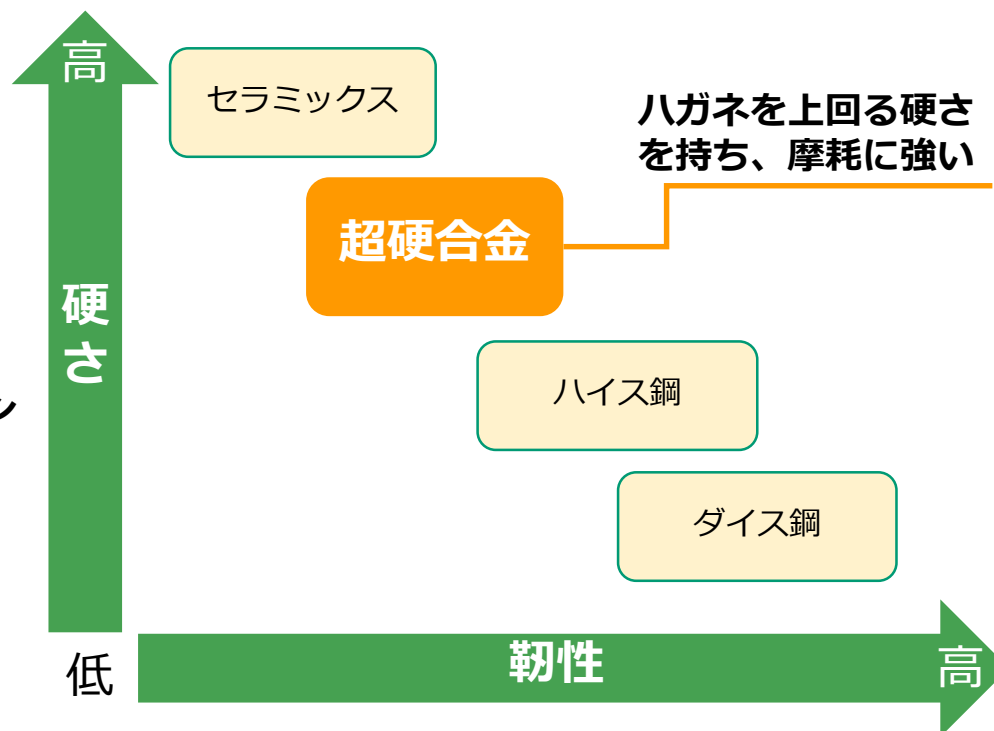 高
セラミックス
ハガネを上回る硬さ
を持ち、摩耗に強い
超硬合金
硬さ
ハイス鋼
ダイス鋼
低
靭性
高